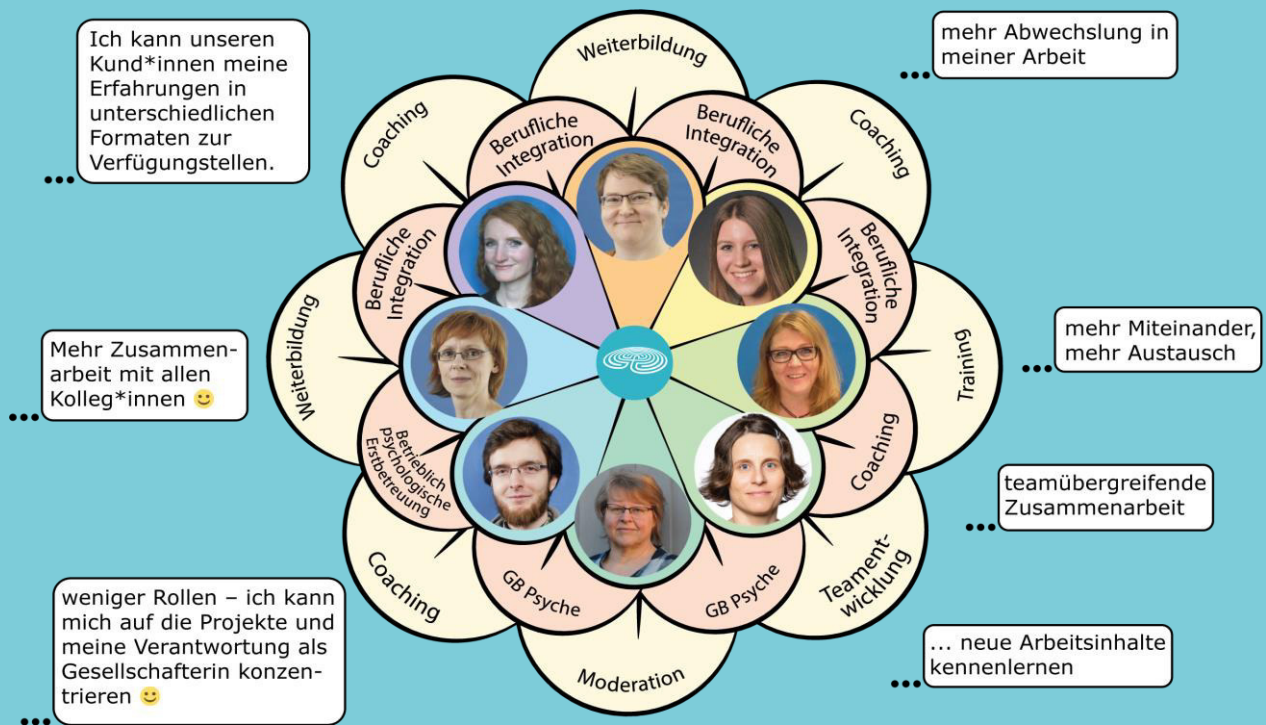 Ich kann unseren
Kund*innen meine
Erfahrungen in
unterschiedlichen
Formaten zur
Verfügungstellen.
...
Mehr Zusammen-
arbeit mit allen
Kolleg*innen 🙂
...
weniger Rollen – ich kann
mich auf die Projekte und
meine Verantwortung als
Gesellschafterin konzen-
trieren 🙂
...
Weiterbildung
Coaching
Training
Teament-
wicklung
Moderation
Coaching
Weiterbildung
Coaching
Berufliche
Integration
Berufliche
Integration
Berufliche
Integration
Coaching
GB Psyche
GB Psyche
Betrieblich
psychologische
Erstbetreuung
Berufliche
Integration
mehr Abwechslung in
meiner Arbeit
...
mehr Miteinander,
mehr Austausch
...
teamübergreifende
Zusammenarbeit
...
... neue Arbeitsinhalte
kennenlernen
...